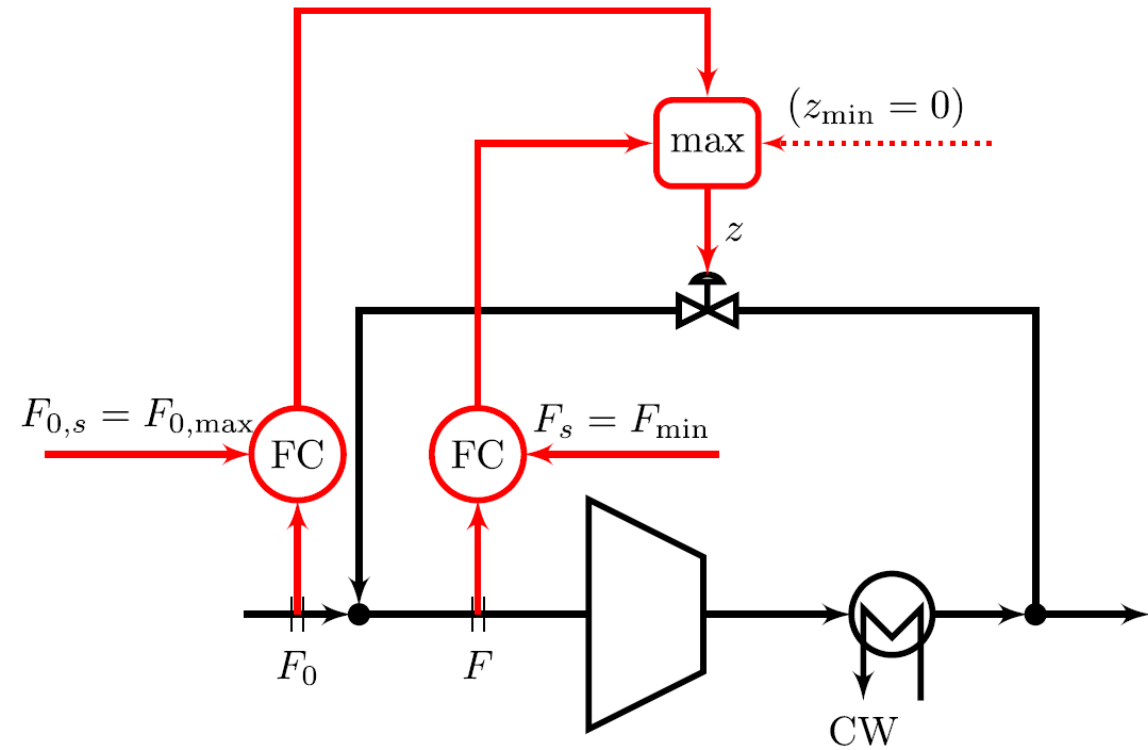 (z_min = 0)
max
z
F_0,s = F_0,max
FC
FC
F_s = F_min
F_0
F
CW